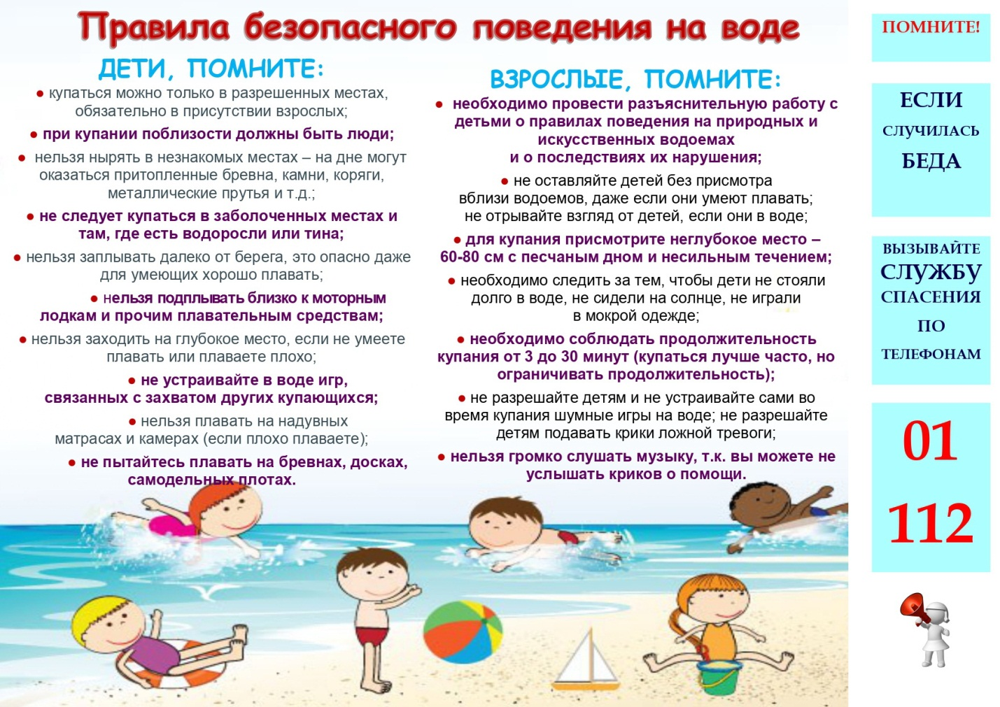 Правила безопасного поведения на воде
ДЕТИ, ПОМНИТЕ:
● купаться можно только в разрешенных местах,
обязательно в присутствии взрослых;
● при купании поблизости должны быть люди;
● нельзя нырять в незнакомых местах – на дне могут
оказаться притопленные бревна, камни, коряги,
металлические прутья и т.д.;
● не следует купаться в заболоченных местах и
там, где есть водоросли или тина;
● нельзя заплывать далеко от берега, это опасно даже
для умеющих хорошо плавать;
● нельзя подплывать близко к моторным
лодкам и прочим плавательным средствам;
● нельзя заходить на глубокое место, если не умеете
плавать или плаваете плохо;
● не устраивайте в воде игр,
связанных с захватом других купающихся;
● нельзя плавать на надувных
матрасах и камерах (если плохо плаваете);
● не пытайтесь плавать на бревнах, досках,
самодельных плотах.
ВЗРОСЛЫЕ, ПОМНИТЕ:
● необходимо провести разъяснительную работу с
детьми о правилах поведения на природных и
искусственных водоемах
и о последствиях их нарушения;
● не оставляйте детей без присмотра
вблизи водоемов, даже если они умеют плавать;
не отрывайте взгляд от детей, если они в воде;
● для купания присмотрите неглубокое место –
60-80 см с песчаным дном и несильным течением;
● необходимо следить за тем, чтобы дети не стояли
долго в воде, не сидели на солнце, не играли
в мокрой одежде;
● необходимо соблюдать продолжительность
купания от 3 до 30 минут (купаться лучше часто, но
ограничивать продолжительность);
● не разрешайте детям и не устраивайте сами во
время купания шумные игры на воде; не разрешайте
детям подавать крики ложной тревоги;
● нельзя громко слушать музыку, т.к. вы можете не
услышать криков о помощи.
ПОМНИТЕ!
ЕСЛИ
СЛУЧИЛАСЬ
БЕДА
ВЫЗЫВАЙТЕ
СЛУЖБУ
СПАСЕНИЯ
ПО
ТЕЛЕФОНАМ
01
112